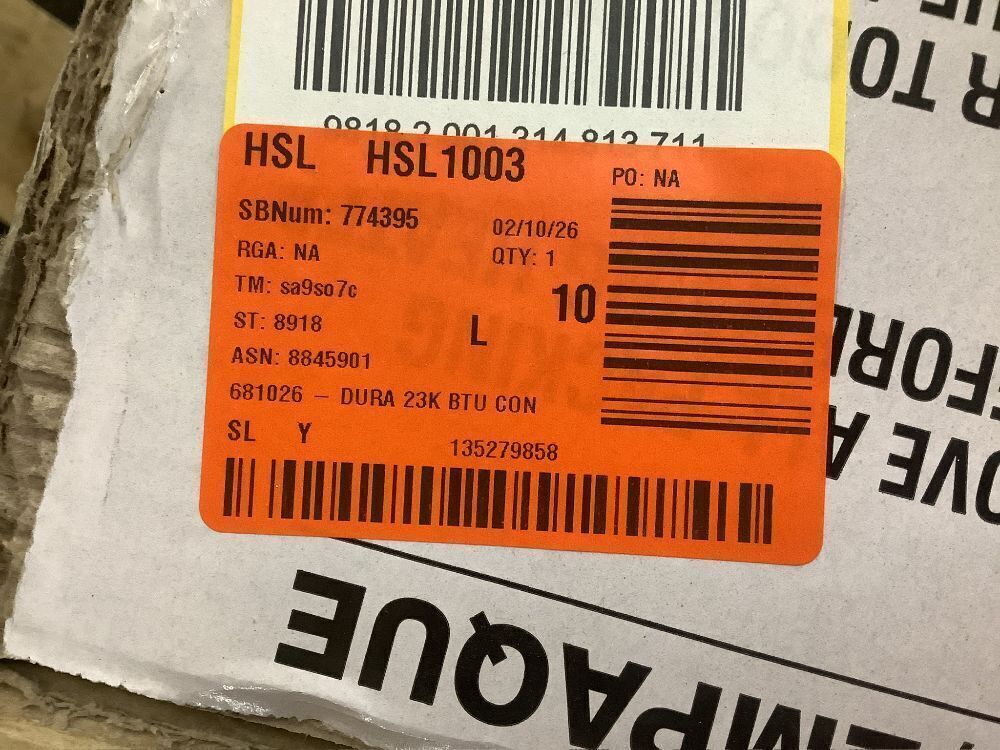 9818 2 001 314 813 711
HSL HSL1003
PO: NA
SBNum: 774395
02/10/26
RGA: NA
QTY: 1
TM: sa9so7c
10
ST: 8918
L
ASN: 8845901
681026 – DURA 23K BTU CON
SL Y
135279858
EMPAQUE
R TO
OVE A
FORE